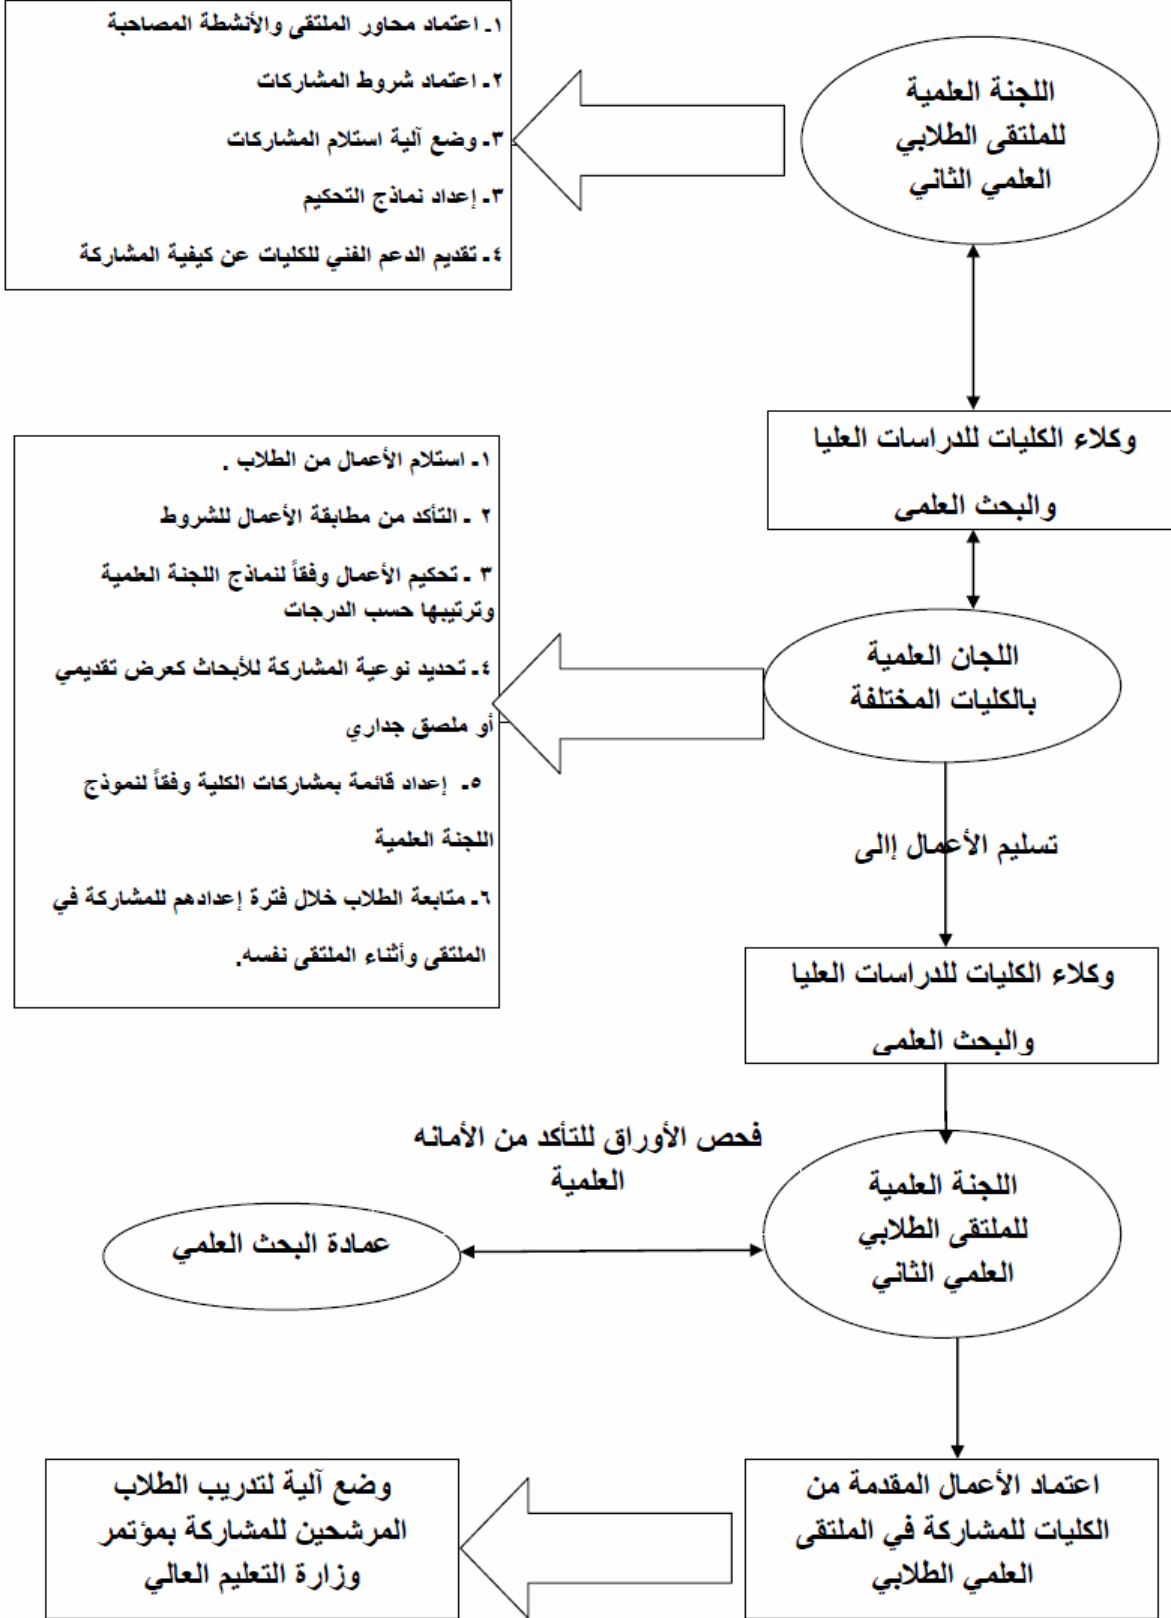 اللجنة العلمية
للملتقى الطلابي
العلمي الثاني
١ـ اعتماد محاور الملتقى والأنشطة المصاحبة
٢ـ اعتماد شروط المشاركات
٣ـ وضع آلية استلام المشاركات
٣ـ إعداد نماذج التحكيم
٤ـ تقديم الدعم الفني للكليات عن كيفية المشاركة
وكلاء الكليات للدراسات العليا
والبحث العلمي
اللجان العلمية
بالكليات المختلفة
١ـ استلام الأعمال من الطلاب .
٢ ـ التأكد من مطابقة الأعمال للشروط
٣ ـ تحكيم الأعمال وفقاً لنماذج اللجنة العلمية
وترتيبها حسب الدرجات
٤ـ تحديد نوعية المشاركة للأبحاث كعرض تقديمي
أو ملصق جداري
٥ـ إعداد قائمة بمشاركات الكلية وفقاً لنموذج
اللجنة العلمية
٦ـ متابعة الطلاب خلال فترة إعدادهم للمشاركة في
الملتقى وأثناء الملتقى نفسه.
تسليم الأعمال إالى
وكلاء الكليات للدراسات العليا
والبحث العلمي
فحص الأوراق للتأكد من الأمانه
العلمية
اللجنة العلمية
للملتقى الطلابي
العلمي الثاني
عمادة البحث العلمي
اعتماد الأعمال المقدمة من
الكليات للمشاركة في الملتقى
العلمي الطلابي
وضع آلية لتدريب الطلاب
المرشحين للمشاركة بمؤتمر
وزارة التعليم العالي